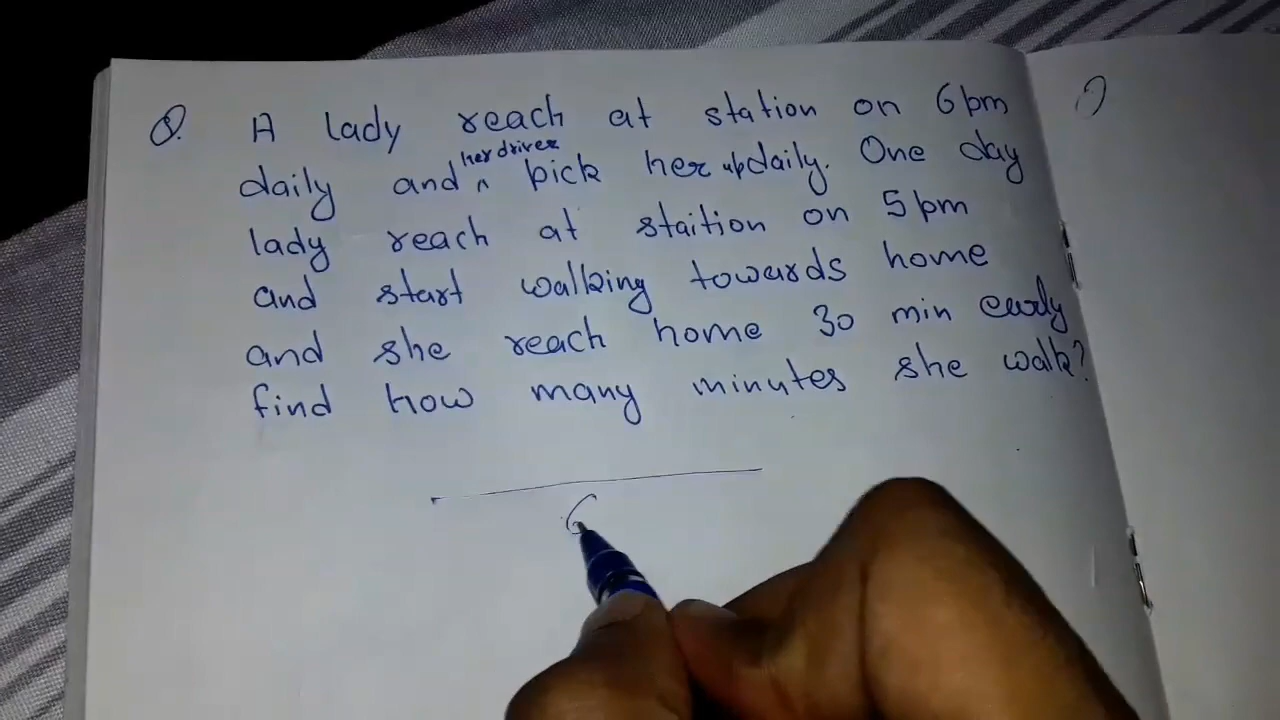 Q. A lady reach at station on 6pm
daily and ^ her driver pick her up daily. One day
lady reach at staition on 5pm
and start walking towards home
and she reach home 30 min early
find how many minutes she walk?
6